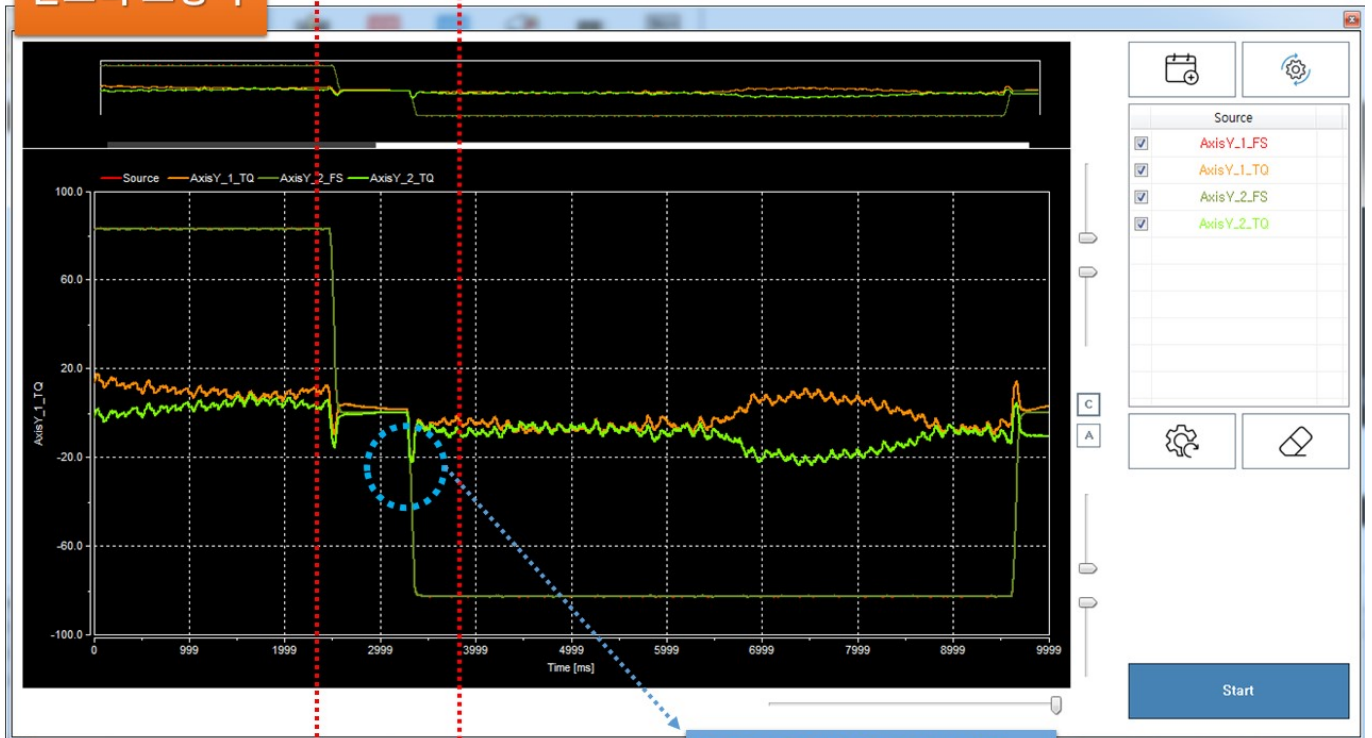 Source
AxisY_1_FS
AxisY_1_TQ
AxisY_2_FS
AxisY_2_TQ
Source AxisY_1_TQ AxisY_2_FS AxisY_2_TQ
100.0
60.0
20.0
-20.0
-60.0
-100.0
AxisY_1_TQ
0 999 1999 2999 3999 4999 5999 6999 7999 8999 9999
Time [ms]
C
A
Start